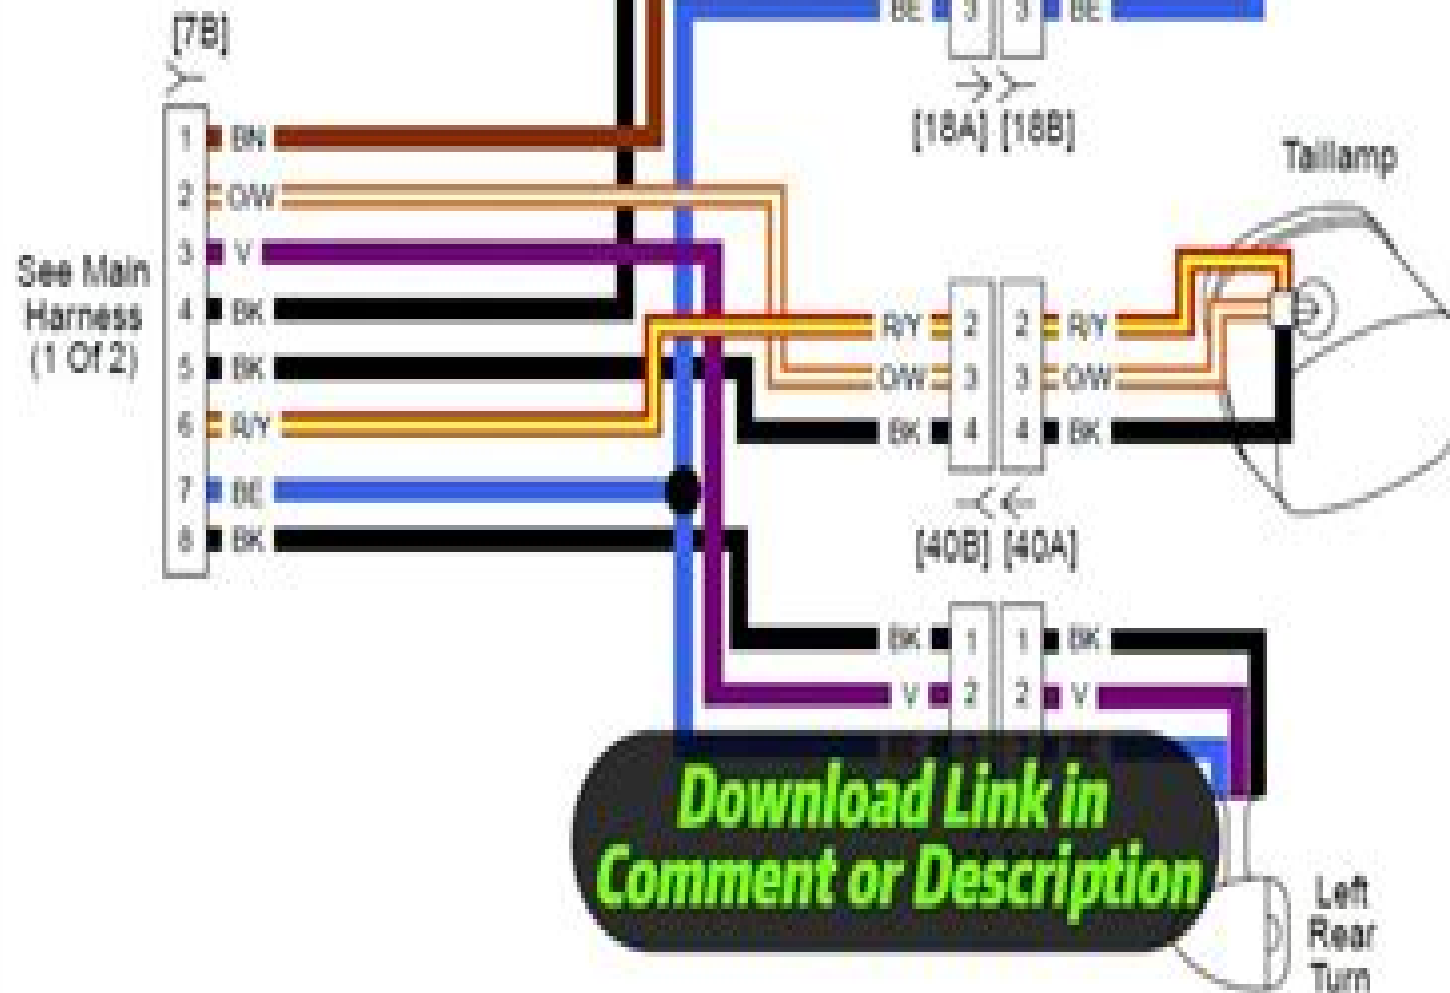 BE 3 3 BE
[7B]
[18A] [18B]
Taillamp
1 BN
2 O/W
3 V
See Main
Harness
(1 Of 2)
4 BK
5 BK
6 R/Y
7 BE
8 BK
R/Y 2 2 R/Y
O/W 3 3 O/W
BK 4 4 BK
[40B] [40A]
BK 1 1 BK
V 2 2 V
Download Link in
Comment or Description
Left
Rear
Turn